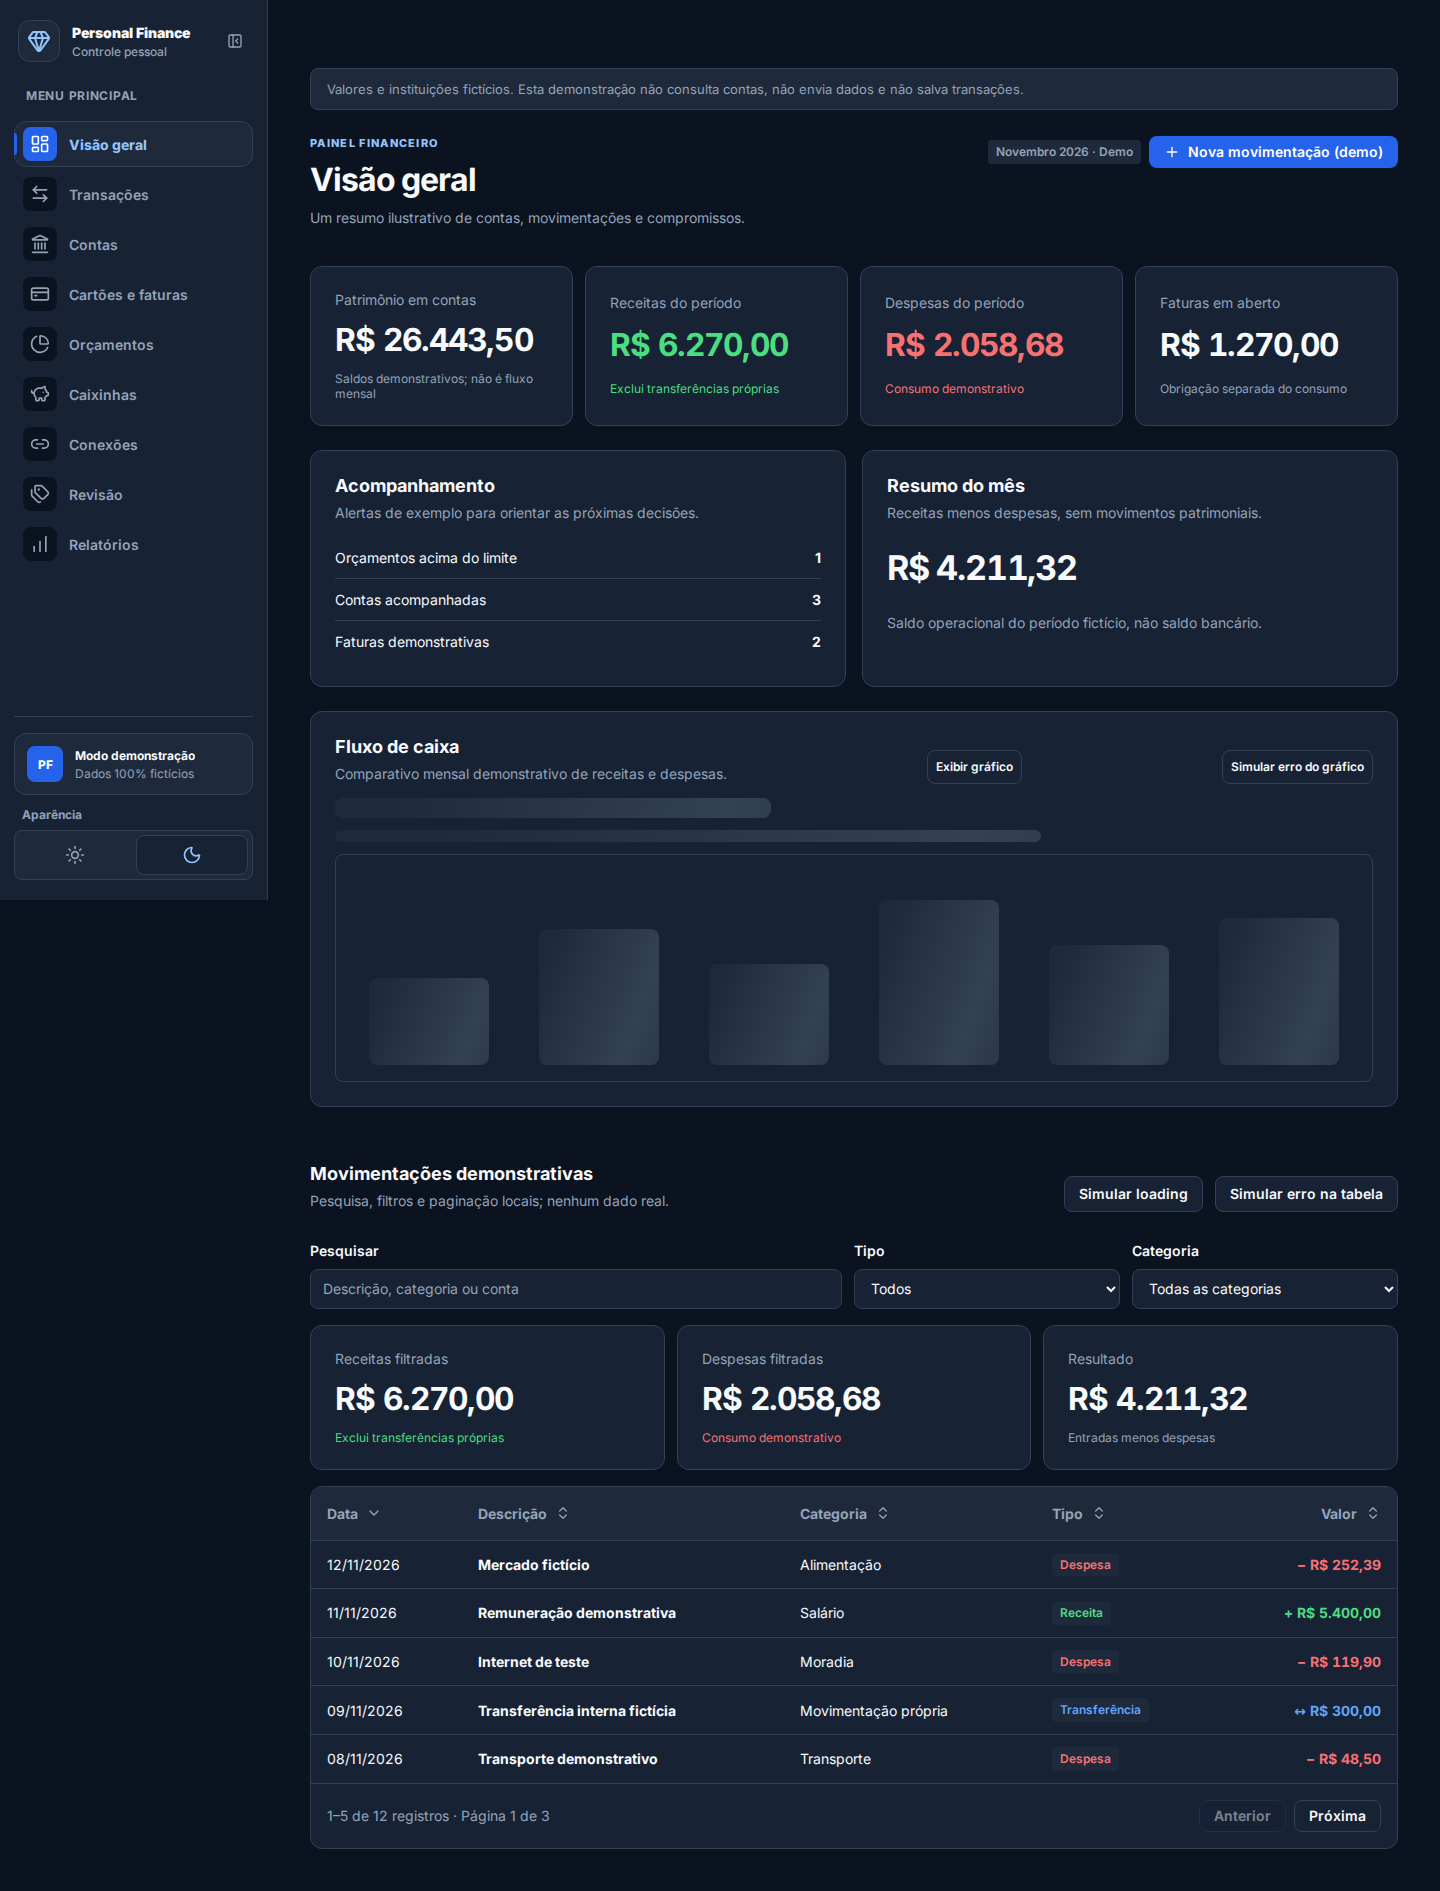 Personal Finance
Controle pessoal
MENU PRINCIPAL
Visão geral
Transações
Contas
Cartões e faturas
Orçamentos
Caixinhas
Conexões
Revisão
Relatórios
PF
Modo demonstração
Dados 100% fictícios
Aparência
Valores e instituições fictícios. Esta demonstração não consulta contas, não envia dados e não salva transações.
PAINEL FINANCEIRO
Visão geral
Um resumo ilustrativo de contas, movimentações e compromissos.
Novembro 2026 · Demo
Nova movimentação (demo)
Patrimônio em contas
R$ 26.443,50
Saldos demonstrativos; não é fluxo
mensal
Receitas do período
R$ 6.270,00
Exclui transferências próprias
Despesas do período
R$ 2.058,68
Consumo demonstrativo
Faturas em aberto
R$ 1.270,00
Obrigação separada do consumo
Acompanhamento
Alertas de exemplo para orientar as próximas decisões.
Orçamentos acima do limite 1
Contas acompanhadas 3
Faturas demonstrativas 2
Resumo do mês
Receitas menos despesas, sem movimentos patrimoniais.
R$ 4.211,32
Saldo operacional do período fictício, não saldo bancário.
Fluxo de caixa
Comparativo mensal demonstrativo de receitas e despesas.
Exibir gráfico
Simular erro do gráfico
Movimentações demonstrativas
Pesquisa, filtros e paginação locais; nenhum dado real.
Simular loading
Simular erro na tabela
Pesquisar
Descrição, categoria ou conta
Tipo
Todos
Categoria
Todas as categorias
Receitas filtradas
R$ 6.270,00
Exclui transferências próprias
Despesas filtradas
R$ 2.058,68
Consumo demonstrativo
Resultado
R$ 4.211,32
Entradas menos despesas
Data Descrição Categoria Tipo Valor
12/11/2026 Mercado fictício Alimentação Despesa − R$ 252,39
11/11/2026 Remuneração demonstrativa Salário Receita + R$ 5.400,00
10/11/2026 Internet de teste Moradia Despesa − R$ 119,90
09/11/2026 Transferência interna fictícia Movimentação própria Transferência ↔ R$ 300,00
08/11/2026 Transporte demonstrativo Transporte Despesa − R$ 48,50
1–5 de 12 registros · Página 1 de 3
Anterior
Próxima